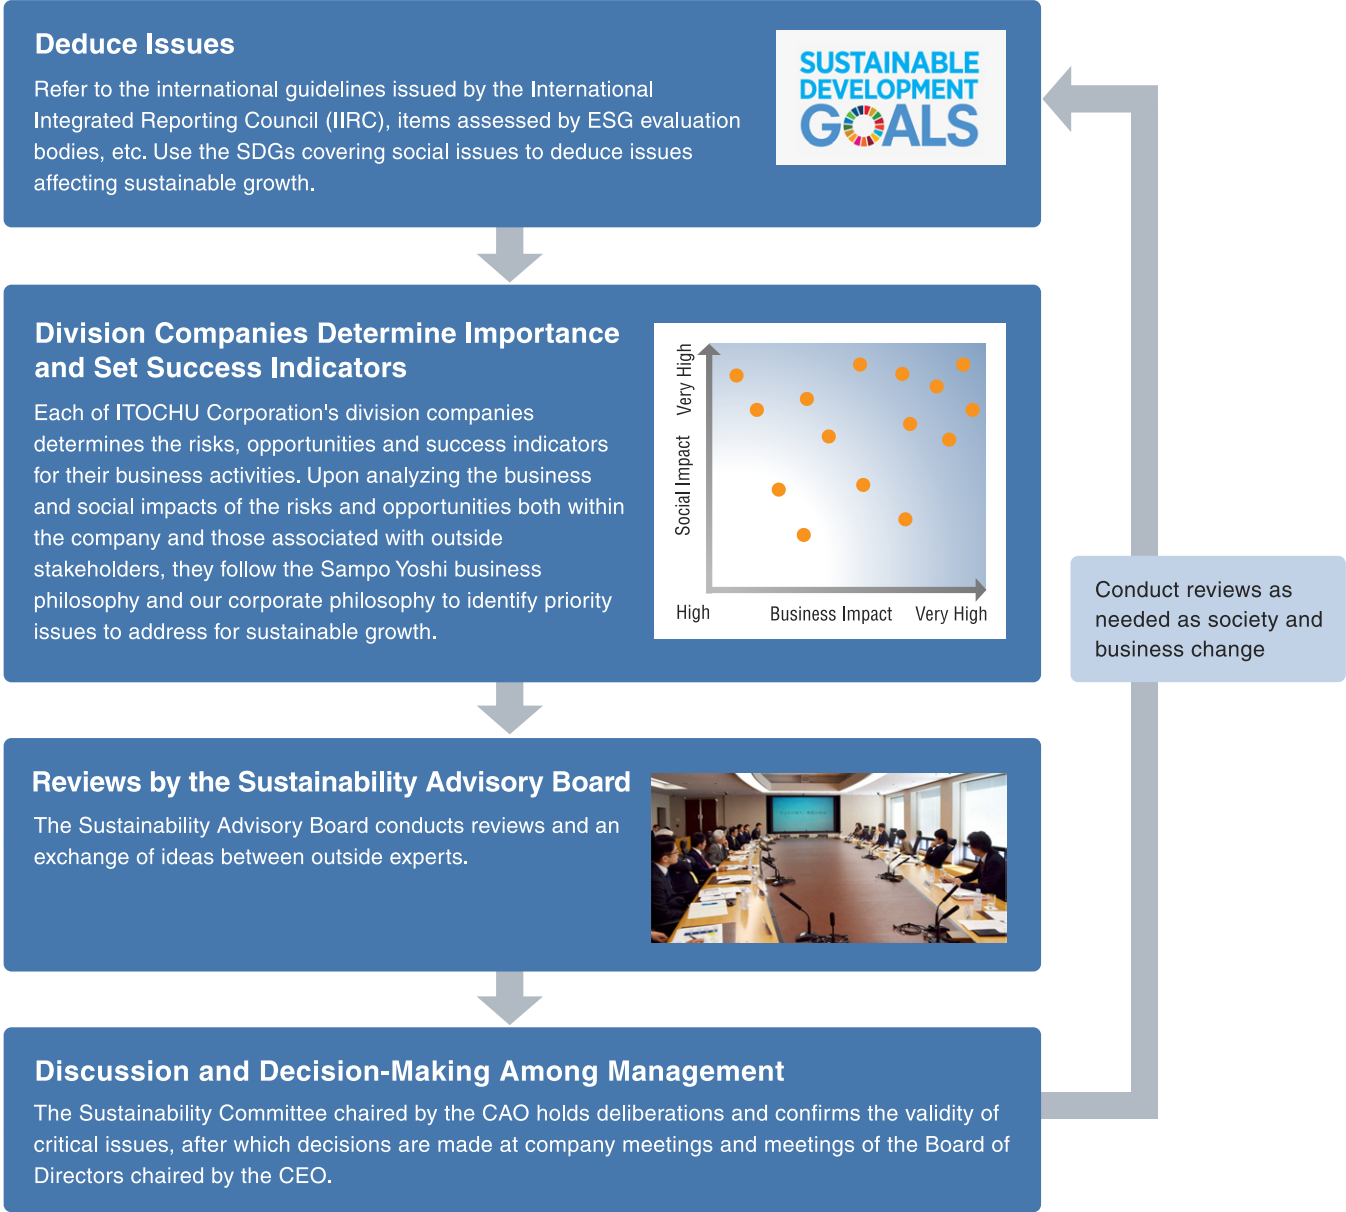 Deduce Issues
Refer to the international guidelines issued by the International
Integrated Reporting Council (IIRC), items assessed by ESG evaluation
bodies, etc. Use the SDGs covering social issues to deduce issues
affecting sustainable growth.
SUSTAINABLE
DEVELOPMENT
GOALS
Division Companies Determine Importance
and Set Success Indicators
Each of ITOCHU Corporation's division companies
determines the risks, opportunities and success indicators
for their business activities. Upon analyzing the business
and social impacts of the risks and opportunities both within
the company and those associated with outside
stakeholders, they follow the Sampo Yoshi business
philosophy and our corporate philosophy to identify priority
issues to address for sustainable growth.
Very High
Social Impact
High
Business Impact
Very High
Conduct reviews as
needed as society and
business change
Reviews by the Sustainability Advisory Board
The Sustainability Advisory Board conducts reviews and an
exchange of ideas between outside experts.
Discussion and Decision-Making Among Management
The Sustainability Committee chaired by the CAO holds deliberations and confirms the validity of
critical issues, after which decisions are made at company meetings and meetings of the Board of
Directors chaired by the CEO.